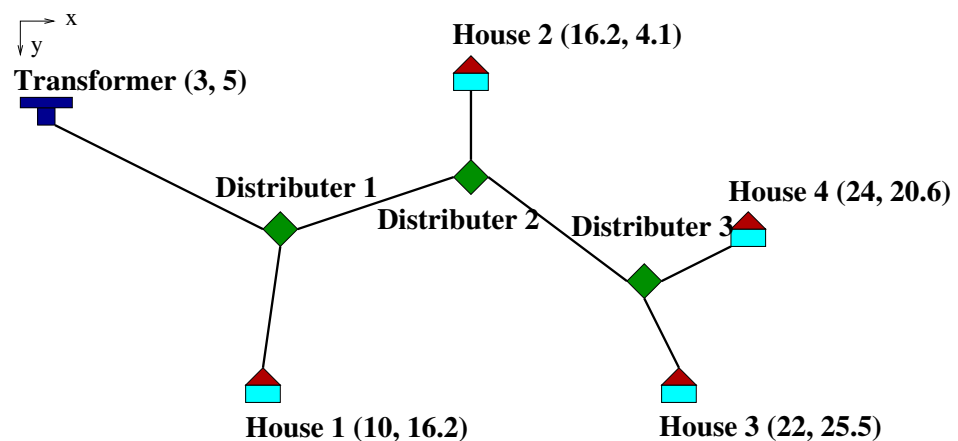 x
y
House 2 (16.2, 4.1)
Transformer (3, 5)
Distributer 1
House 4 (24, 20.6)
Distributer 2
Distributer 3
House 1 (10, 16.2)
House 3 (22, 25.5)